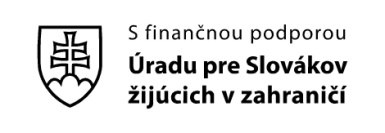 S finančnou podporou
Úradu pre Slovákov
žijúcich v zahraničí